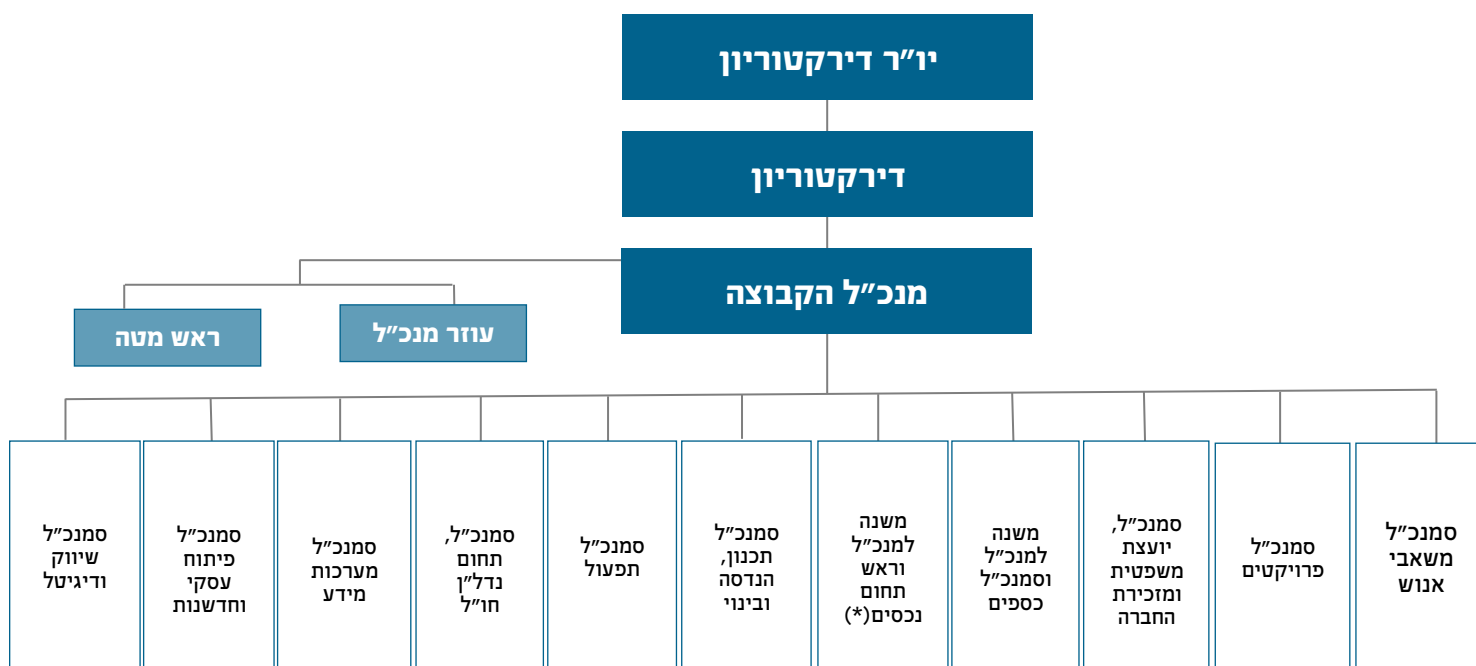 יו״ר דירקטוריון
דירקטוריון
מנכ״ל הקבוצה
עוזר מנכ״ל
ראש מטה
סמנכ״ל
משאבי
אנוש
סמנכ״ל
פרויקטים
סמנכ״ל,
יועצת
משפטית
ומזכירת
החברה
משנה
למנכ״ל
וסמנכ״ל
כספים
משנה
למנכ״ל
וראש
תחום
נכסים(*)
סמנכ״ל
תכנון,
הנדסה
ובינוי
סמנכ״ל
תפעול
סמנכ״ל,
תחום
נדל״ן
חו״ל
סמנכ״ל
מערכות
מידע
סמנכ״ל
פיתוח
עסקי
וחדשנות
סמנכ״ל
שיווק
ודיגיטל